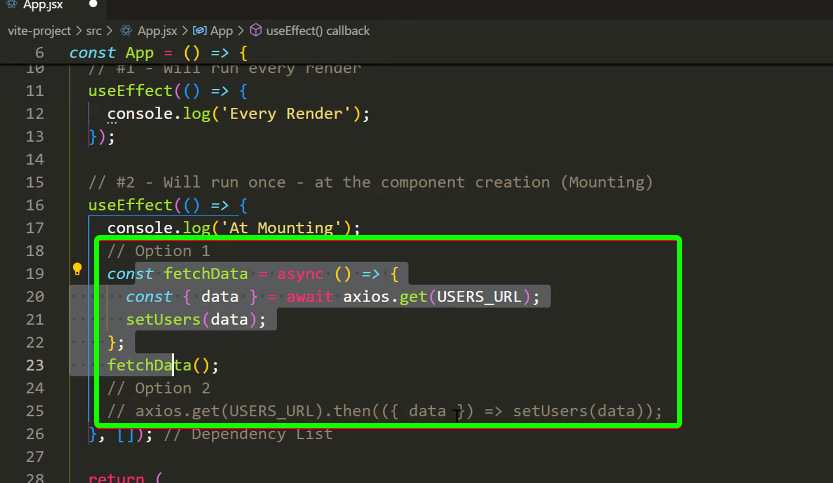 App.jsx
vite-project > src > App.jsx > App > useEffect() callback
6 const App = () => {
10 // #1 - Will run every render
11 useEffect(() => {
12 console.log('Every Render');
13 });
14
15 // #2 - Will run once - at the component creation (Mounting)
16 useEffect(() => {
17 console.log('At Mounting');
18 // Option 1
19 const fetchData = async () => {
20 const { data } = await axios.get(USERS_URL);
21 setUsers(data);
22 };
23 fetchData();
24 // Option 2
25 // axios.get(USERS_URL).then(({ data }) => setUsers(data));
26 }, []); // Dependency List
27
28 return (